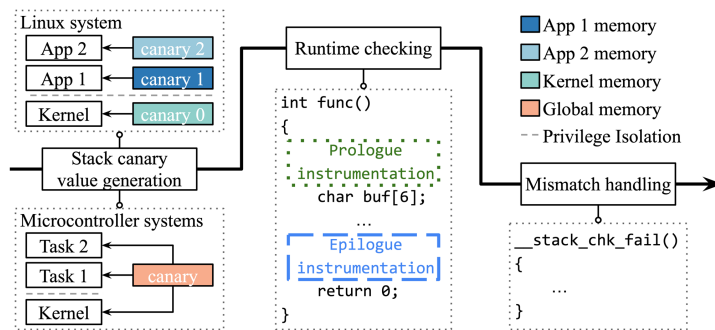 Linux system
App 2
canary 2
App 1
canary 1
Kernel
canary 0
Stack canary
value generation
Microcontroller systems
Task 2
Task 1
canary
Kernel
Runtime checking
int func()
{
Prologue
instrumentation
char buf[6];
…
Epilogue
instrumentation
return 0;
}
App 1 memory
App 2 memory
Kernel memory
Global memory
Privilege Isolation
Mismatch handling
__stack_chk_fail()
{
…
}